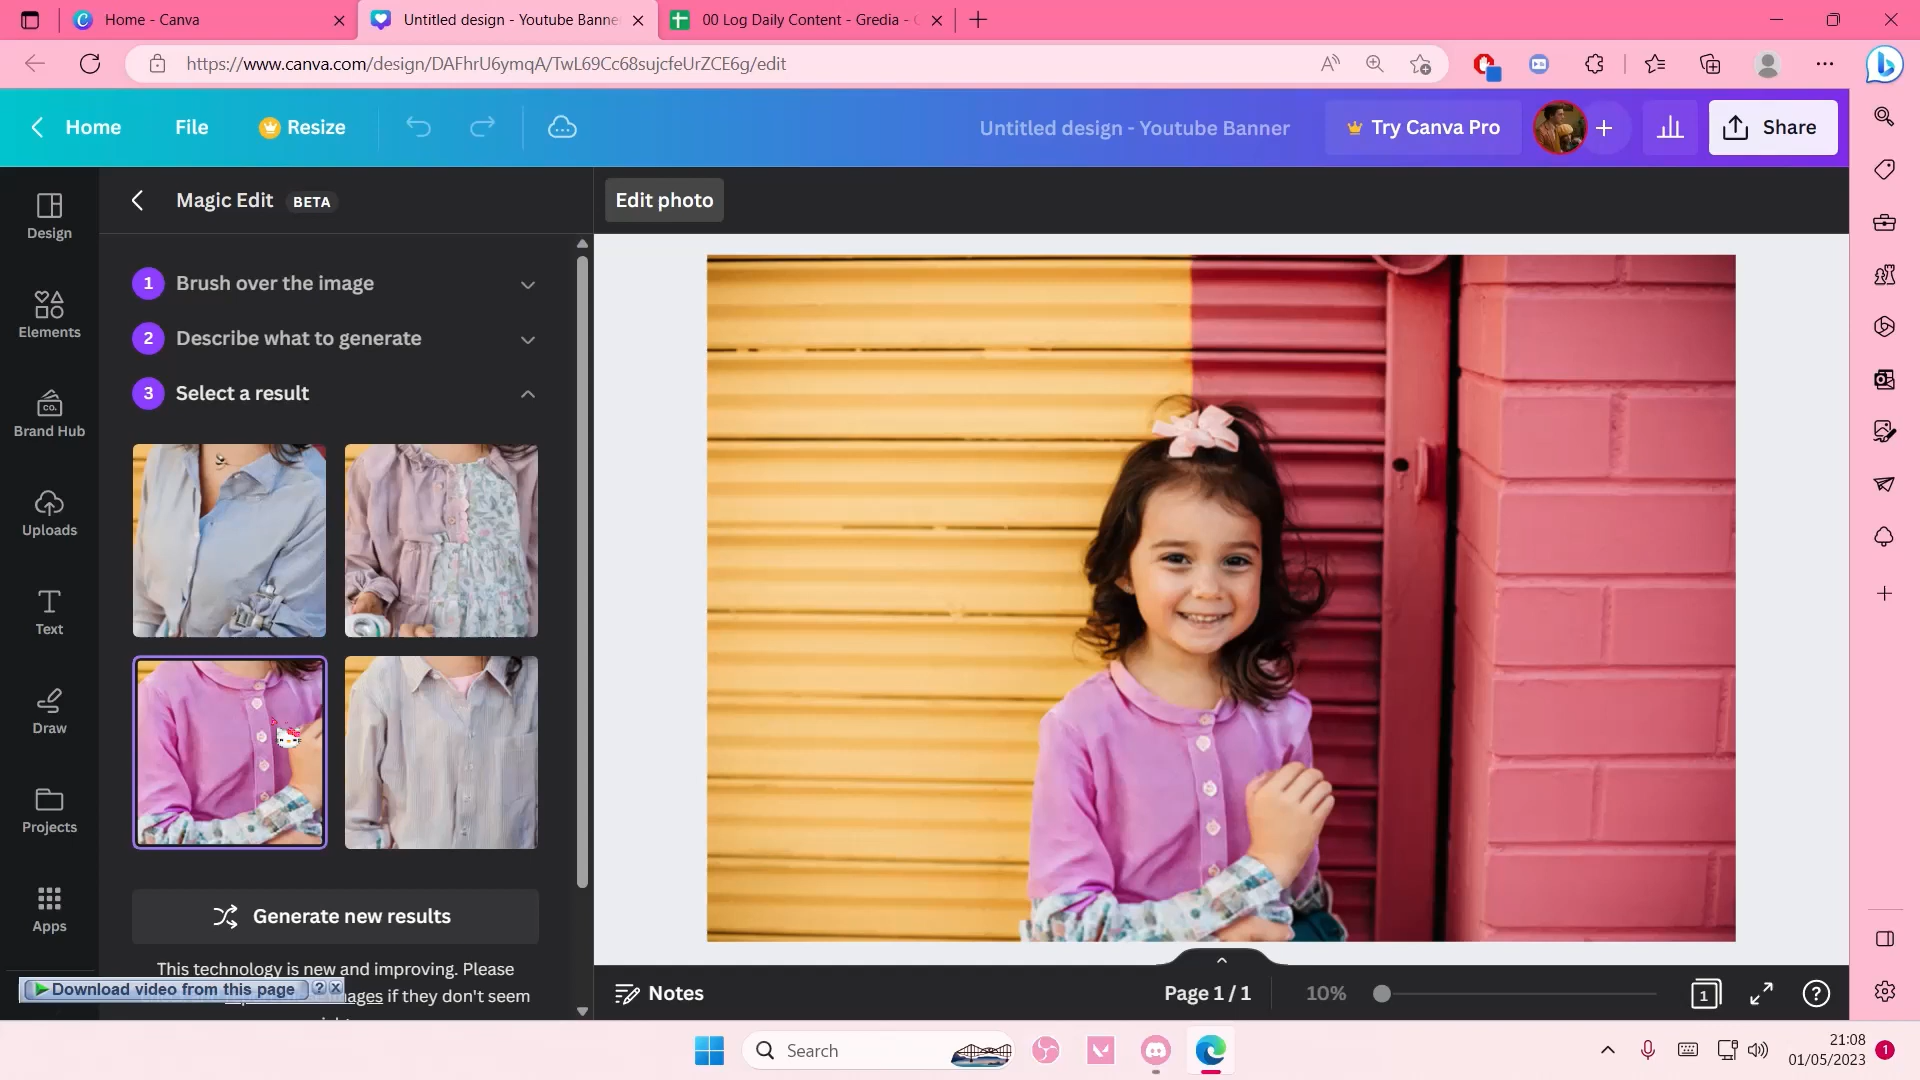 Home - Canva
Untitled design - Youtube Banne
00 Log Daily Content - Gredia -
https://www.canva.com/design/DAFhrU6ymqA/TwL69Cc68sujcfeUrZCE6g/edit
Home
File
Resize
Untitled design - Youtube Banner
Try Canva Pro
Share
Design
Elements
Brand Hub
Uploads
Text
Draw
Projects
Apps
Magic Edit BETA
1 Brush over the image
2 Describe what to generate
3 Select a result
Generate new results
This technology is new and improving. Please
images if they don't seem
Download video from this page
Edit photo
Notes
Page 1 / 1
10%
1
Search
21:08
01/05/2023
1